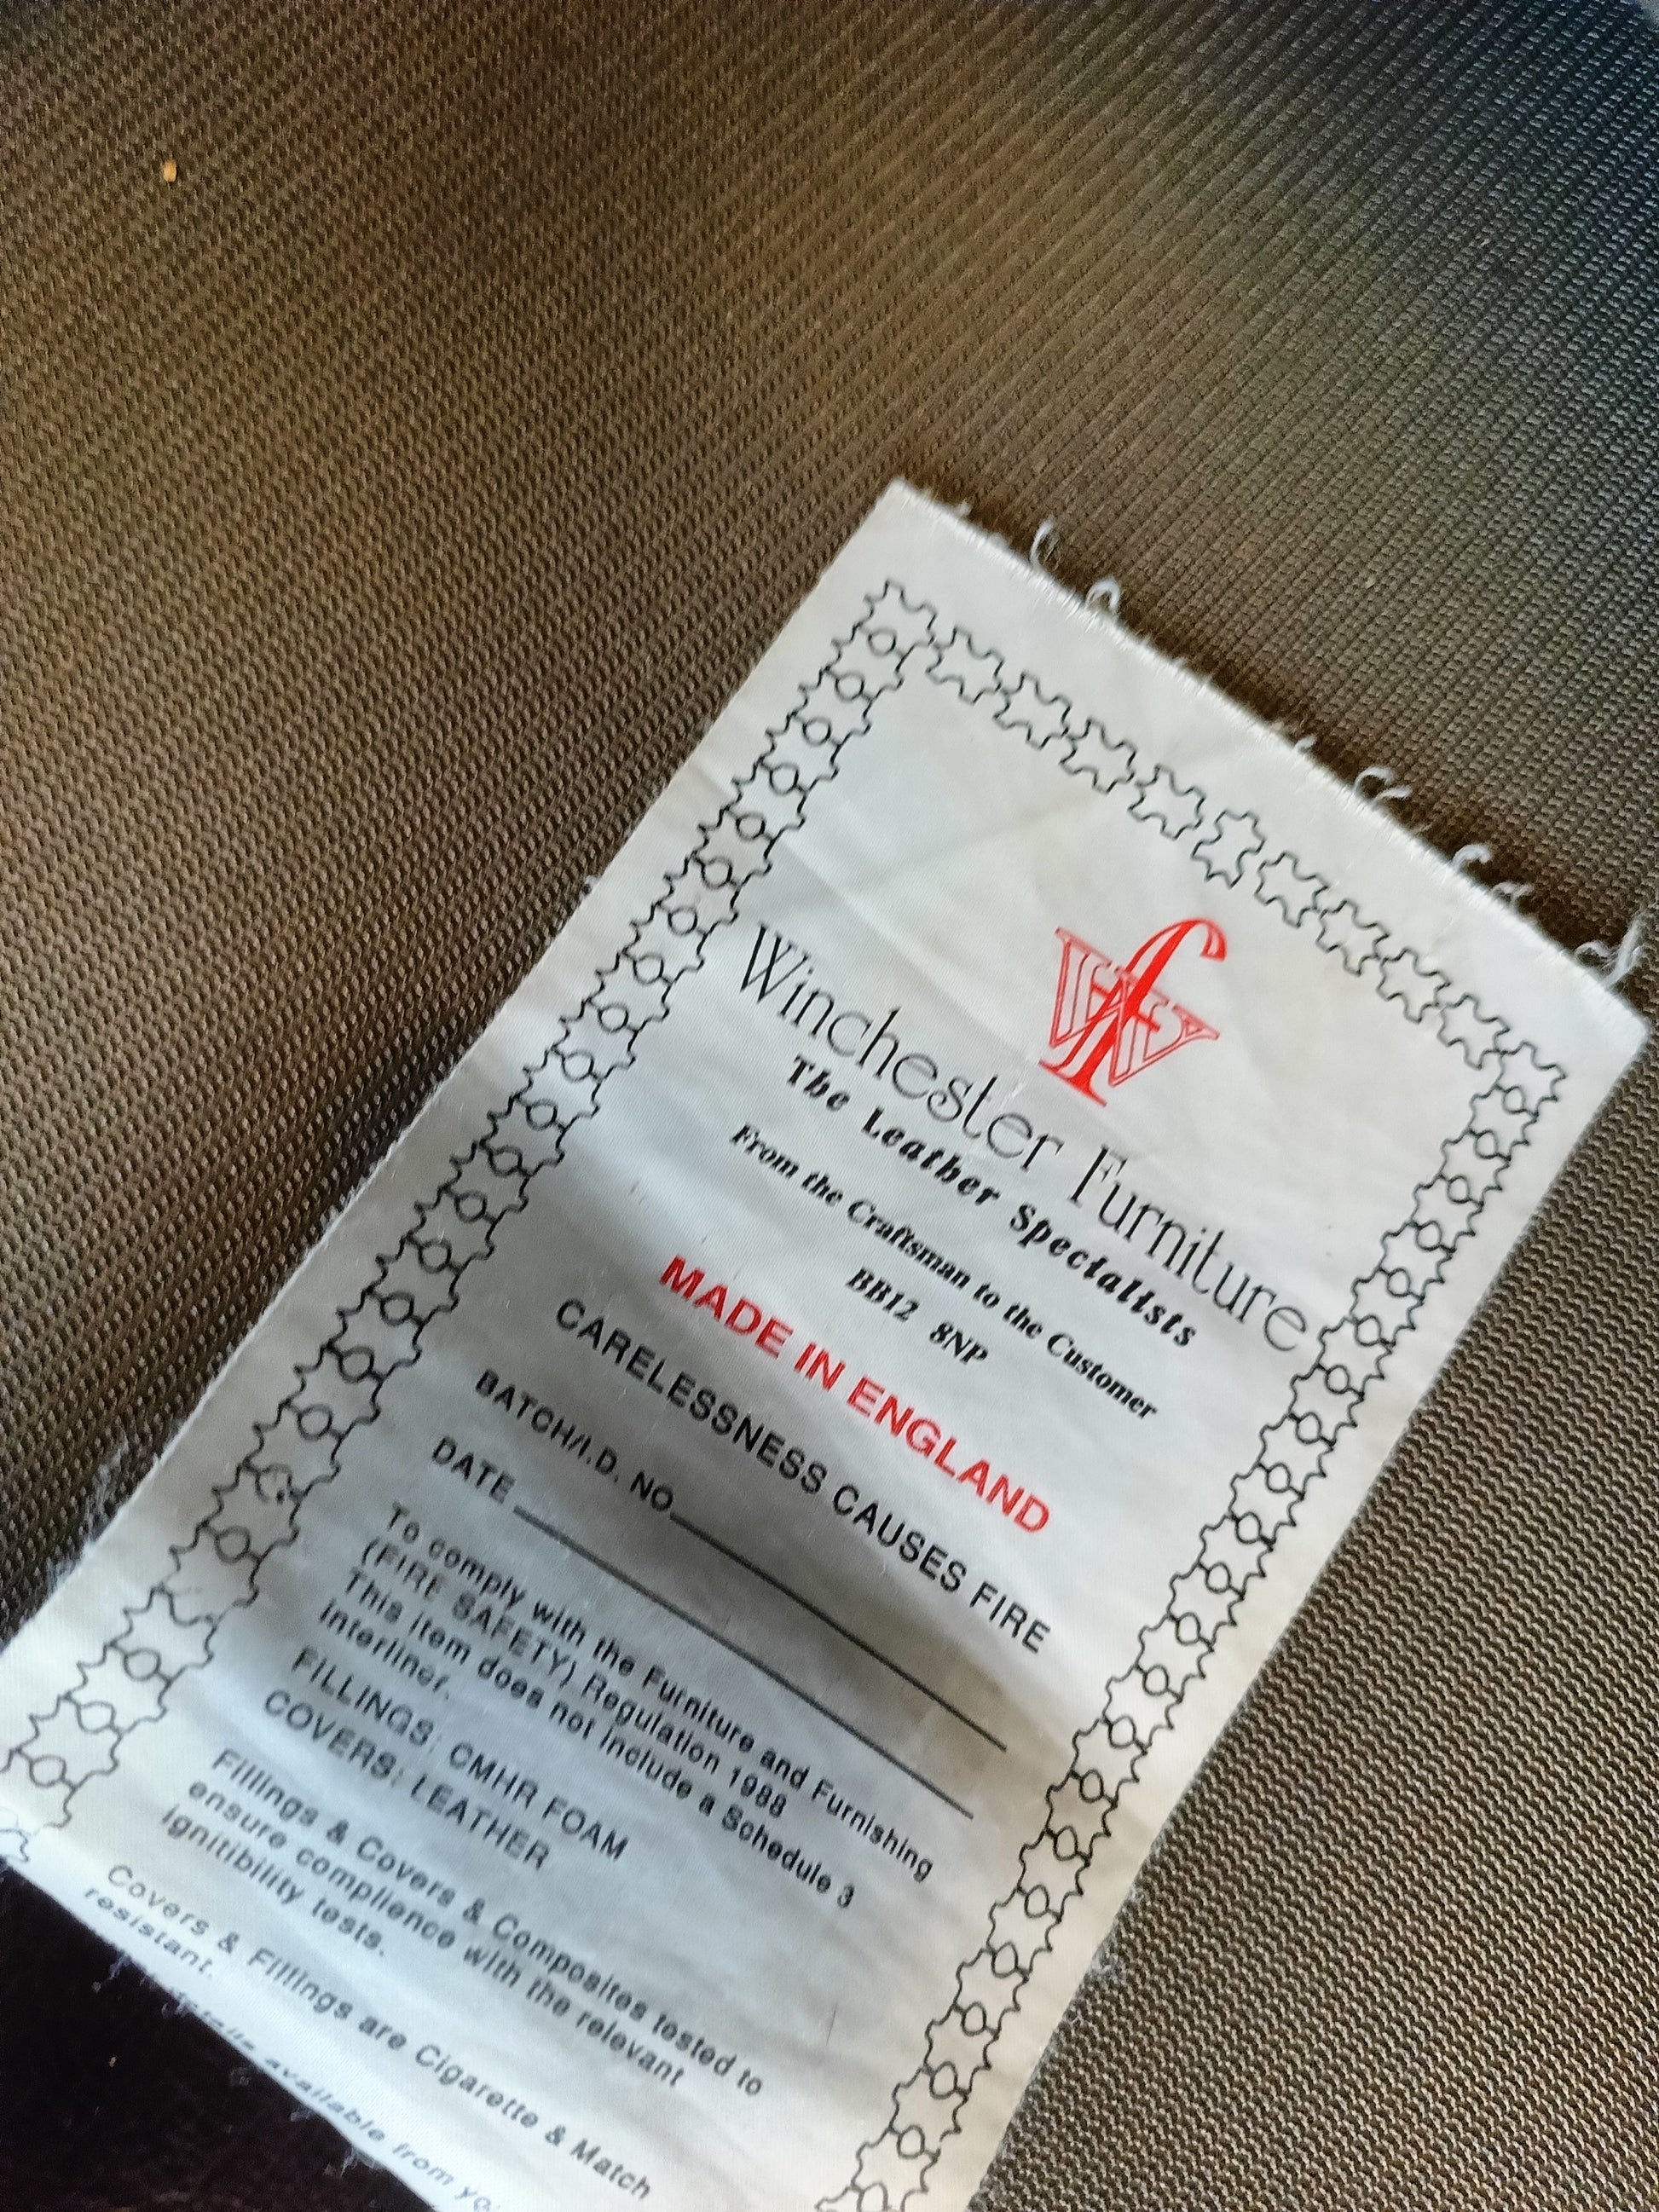 Wf
Winchester Furniture
The Leather Specialists
From the Craftsman to the Customer
BB12 8NP
MADE IN ENGLAND
CARELESSNESS CAUSES FIRE
BATCH/I.D. NO
DATE
To comply with the Furniture and Furnishing
(FIRE SAFETY) Regulation 1988
This item does not include a Schedule 3
interliner.
FILLINGS: CMHR FOAM
COVERS: LEATHER
Fillings & Covers & Composites tested to
ensure complience with the relevant
ignitibility tests.
Covers & Fillings are Cigarette & Match
resistant.
available from